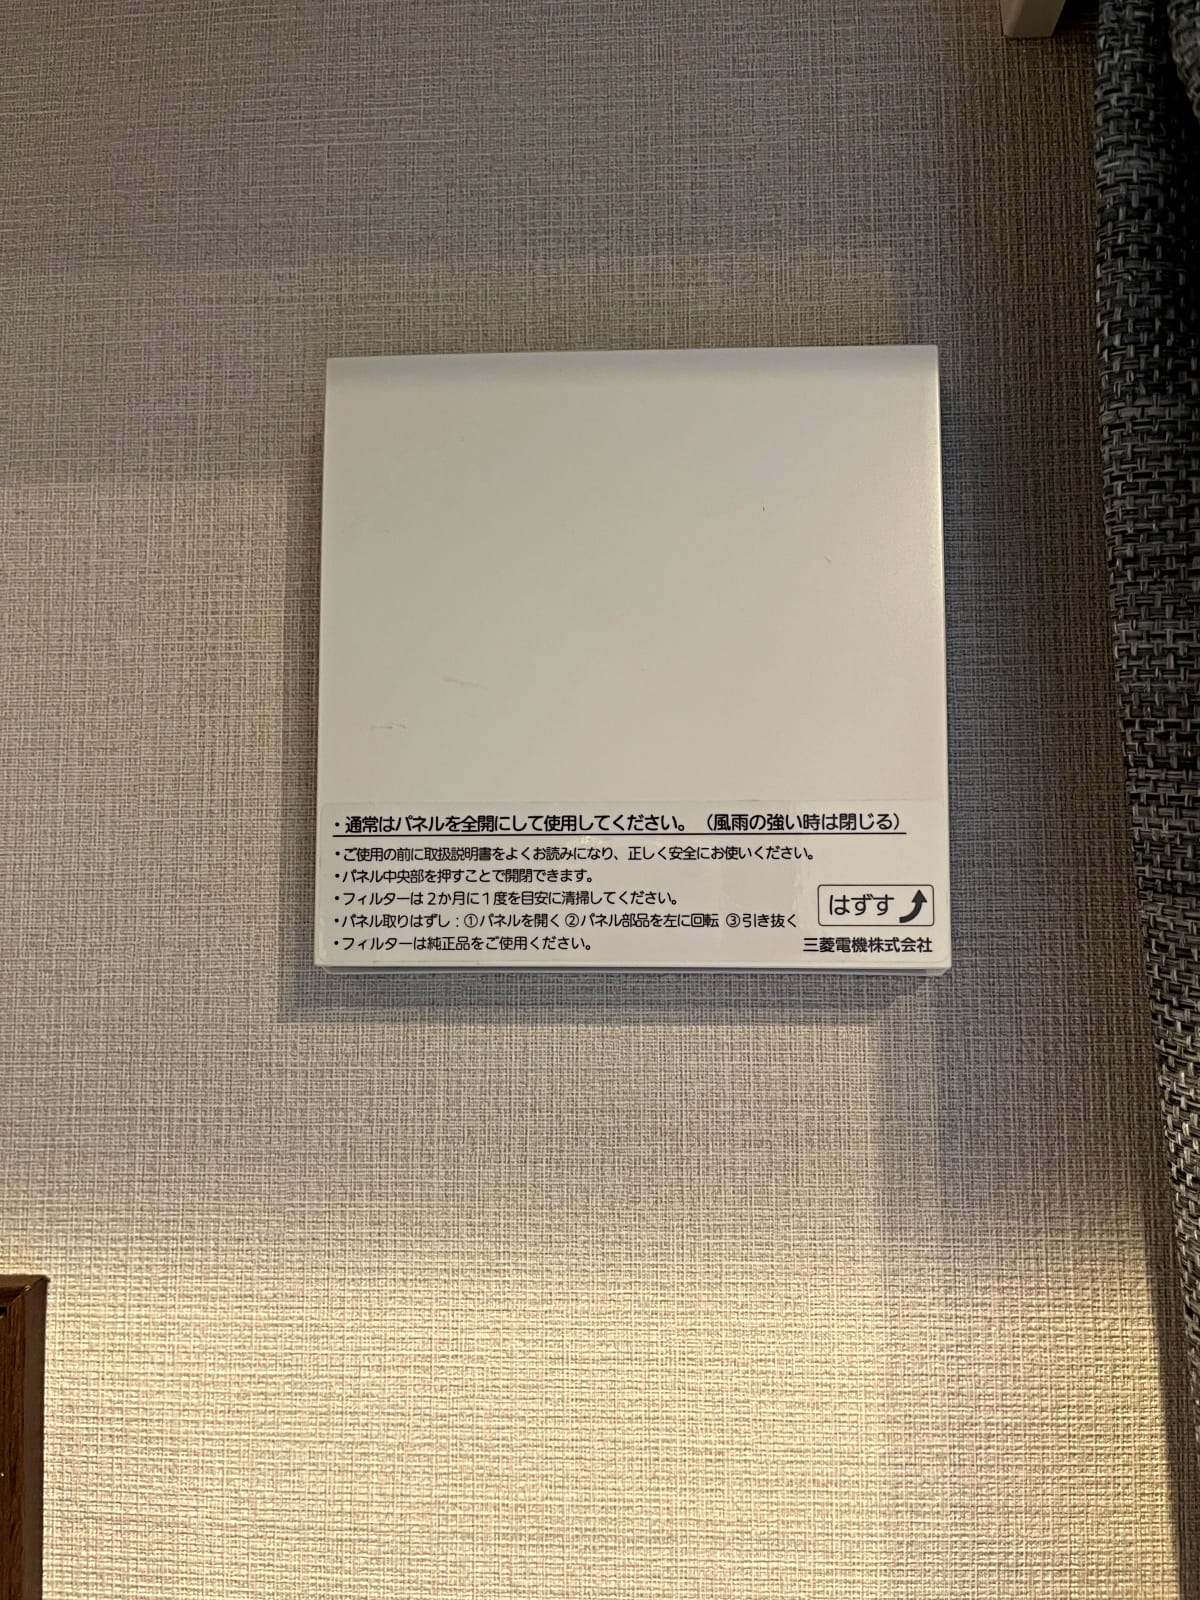 ・通常はパネルを全開にして使用してください。（風雨の強い時は閉じる）
・ご使用の前に取扱説明書をよくお読みになり、正しく安全にお使いください。
・パネル中央部を押すことで開閉できます。
・フィルターは2か月に1度を目安に清掃してください。
・パネル取りはずし：①パネルを開く②パネル部品を左に回転 ③引き抜く
・フィルターは純正品をご使用ください。
はずす
三菱電機株式会社